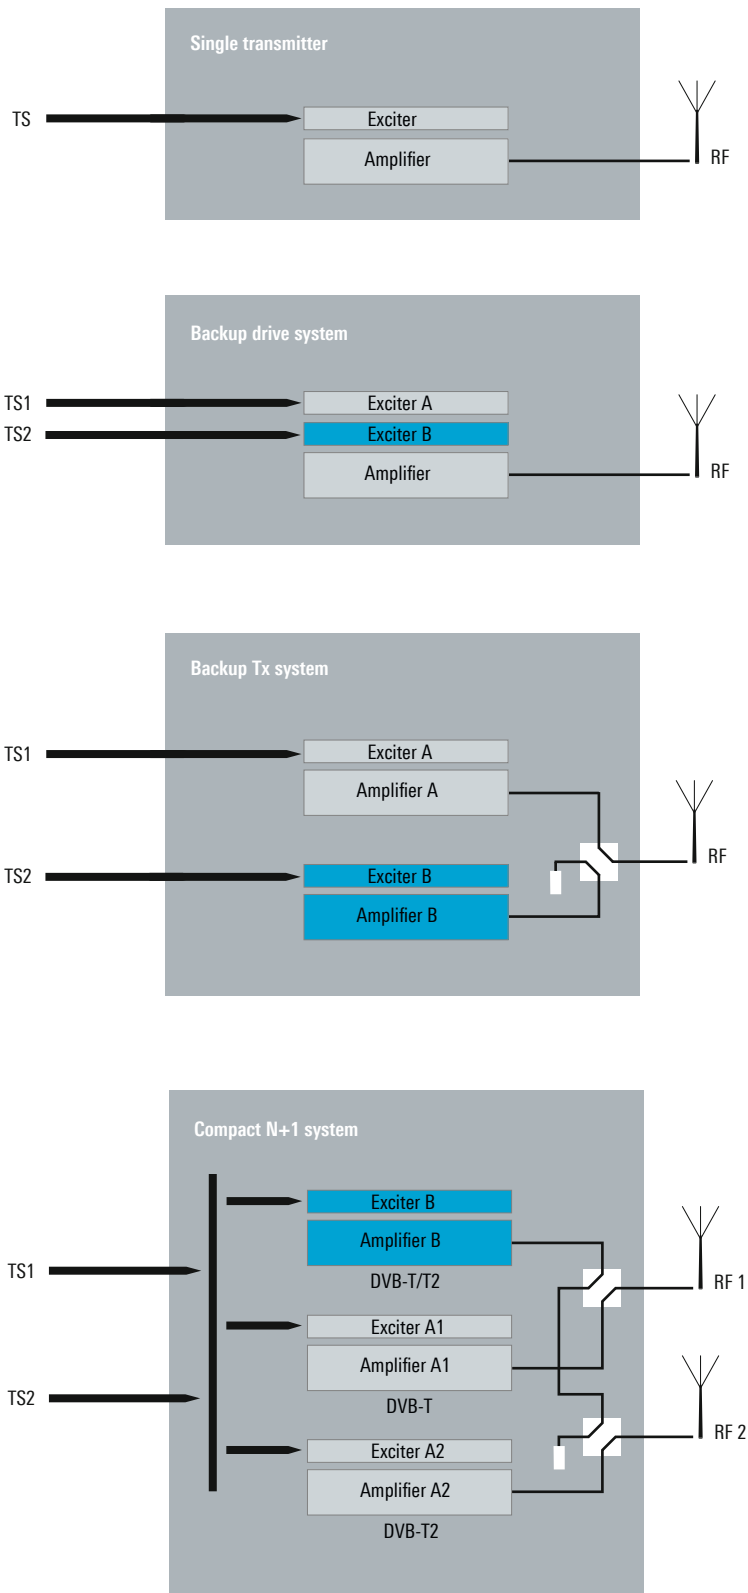 Single transmitter
TS
Exciter
Amplifier
RF
Backup drive system
TS1
Exciter A
TS2
Exciter B
Amplifier
RF
Backup Tx system
TS1
Exciter A
Amplifier A
RF
TS2
Exciter B
Amplifier B
Compact N+1 system
Exciter B
Amplifier B
TS1
DVB-T/T2
RF 1
Exciter A1
Amplifier A1
TS2
DVB-T
RF 2
Exciter A2
Amplifier A2
DVB-T2